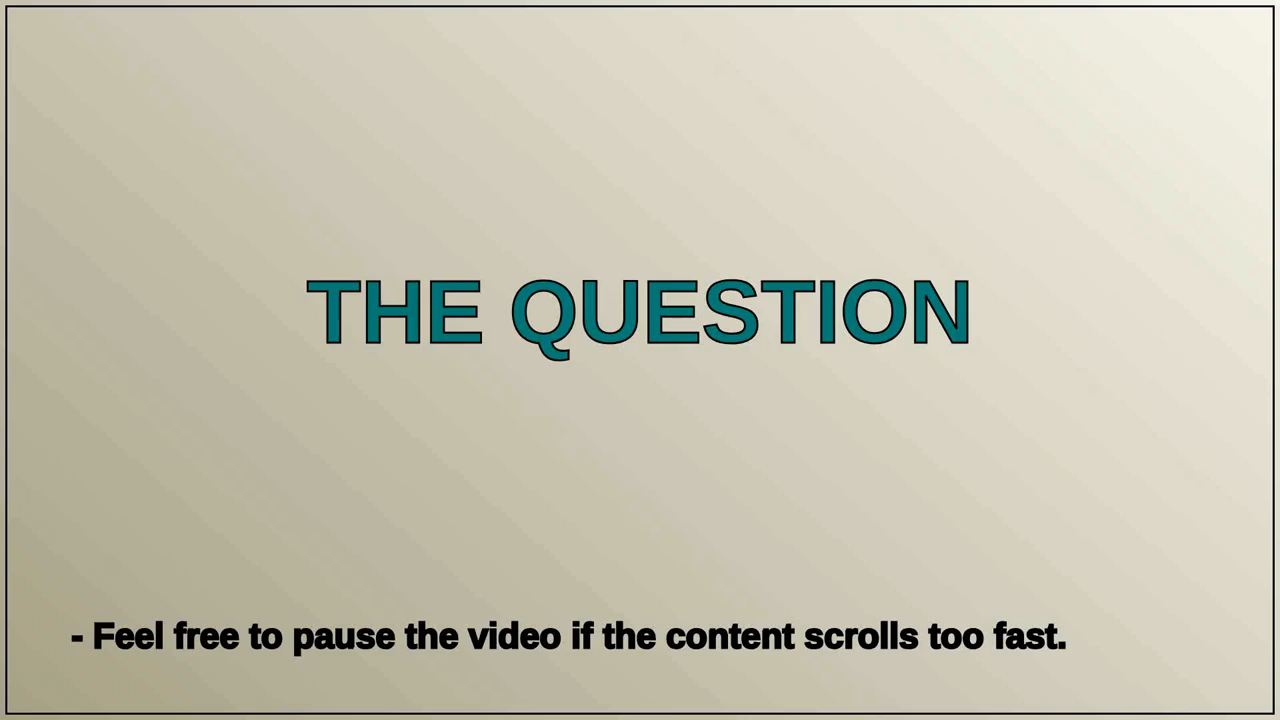 THE QUESTION
- Feel free to pause the video if the content scrolls too fast.